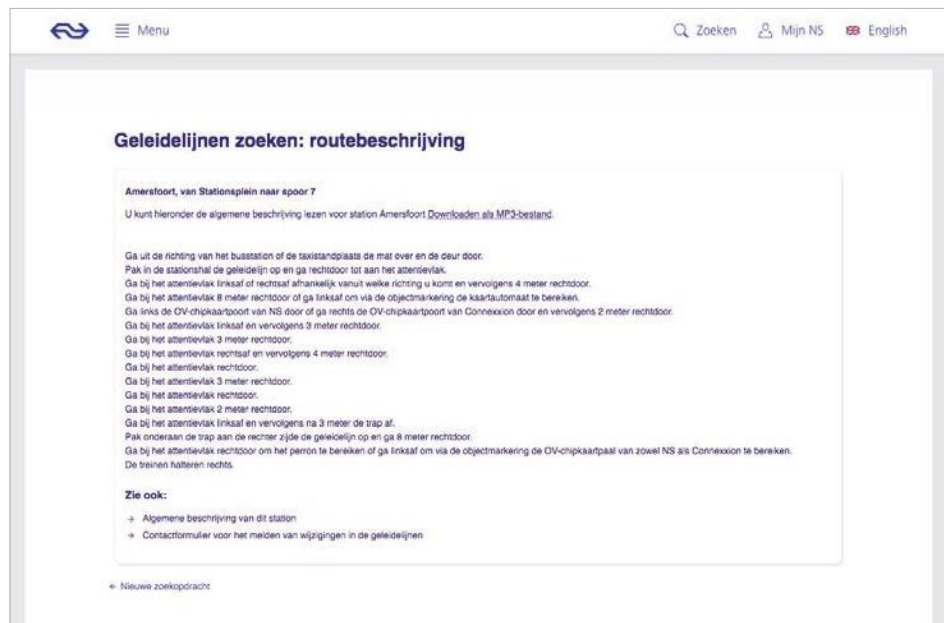 Menu
Zoeken
Mijn NS
English
Geleidelijnen zoeken: routebeschrijving
Amersfoort, van Stationsplein naar spoor 7
U kunt hieronder de algemene beschrijving lezen voor station Amersfoort Downloaden als MP3-bestand.
Ga uit de richting van het busstation of de taxistandplaats de mat over en de deur door.
Pak in de stationshal de geleidelijn op en ga rechtdoor tot aan het attentievlak.
Ga bij het attentievlak linksaf of rechtsaf afhankelijk vanuit welke richting u komt en vervolgens 4 meter rechtdoor.
Ga bij het attentievlak 8 meter rechtdoor of ga linksaf om via de objectmarkering de kaartautomaat te bereiken.
Ga links de OV-chipkaartpoort van NS door of ga rechts de OV-chipkaartpoort van Connexxion door en vervolgens 2 meter rechtdoor.
Ga bij het attentievlak linksaf en vervolgens 3 meter rechtdoor.
Ga bij het attentievlak 3 meter rechtdoor.
Ga bij het attentievlak rechtsaf en vervolgens 4 meter rechtdoor.
Ga bij het attentievlak rechtdoor.
Ga bij het attentievlak 3 meter rechtdoor.
Ga bij het attentievlak rechtdoor.
Ga bij het attentievlak 2 meter rechtdoor.
Ga bij het attentievlak linksaf en vervolgens na 3 meter de trap af.
Pak onderaan de trap aan de rechter zijde de geleidelijn op en ga 8 meter rechtdoor.
Ga bij het attentievlak rechtdoor om het perron te bereiken of ga linksaf om via de objectmarkering de OV-chipkaartpaal van zowel NS als Connexxion te bereiken.
De treinen halteren rechts.
Zie ook:
→ Algemene beschrijving van dit station
→ Contactformulier voor het melden van wijzigingen in de geleidelijnen
← Nieuwe zoekopdracht